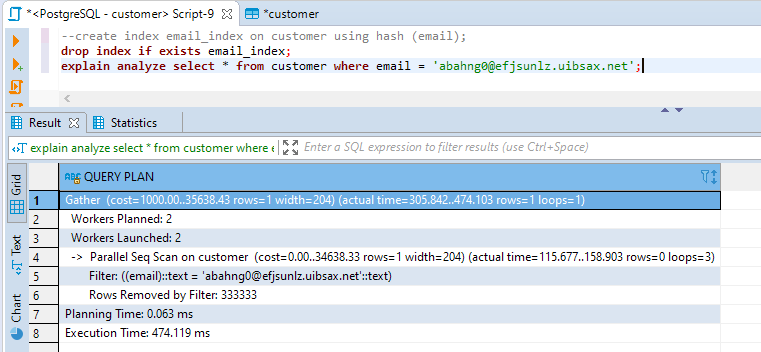 *<PostgreSQL - customer> Script-9
*customer
--create index email_index on customer using hash (email);
drop index if exists email_index;
explain analyze select * from customer where email = 'abahng0@efjsunlz.uibsax.net';
Result
Statistics
explain analyze select * from customer where e
Enter a SQL expression to filter results (use Ctrl+Space)
Grid
Text
Chart
ABC QUERY PLAN
1 Gather (cost=1000.00..35638.43 rows=1 width=204) (actual time=305.842..474.103 rows=1 loops=1)
2 Workers Planned: 2
3 Workers Launched: 2
4 -> Parallel Seq Scan on customer (cost=0.00..34638.33 rows=1 width=204) (actual time=115.677..158.903 rows=0 loops=3)
5 Filter: ((email)::text = 'abahng0@efjsunlz.uibsax.net'::text)
6 Rows Removed by Filter: 333333
7 Planning Time: 0.063 ms
8 Execution Time: 474.119 ms